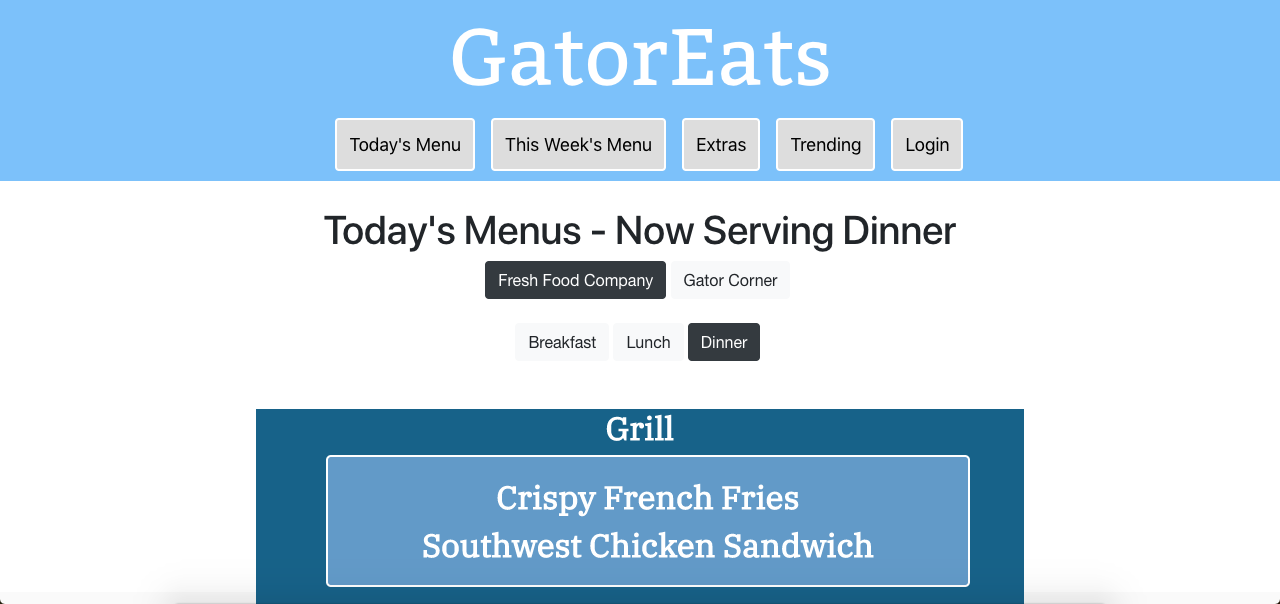 GatorEats
Today's Menu This Week's Menu Extras Trending Login
Today's Menus - Now Serving Dinner
Fresh Food Company Gator Corner
Breakfast Lunch Dinner
Grill
Crispy French Fries
Southwest Chicken Sandwich